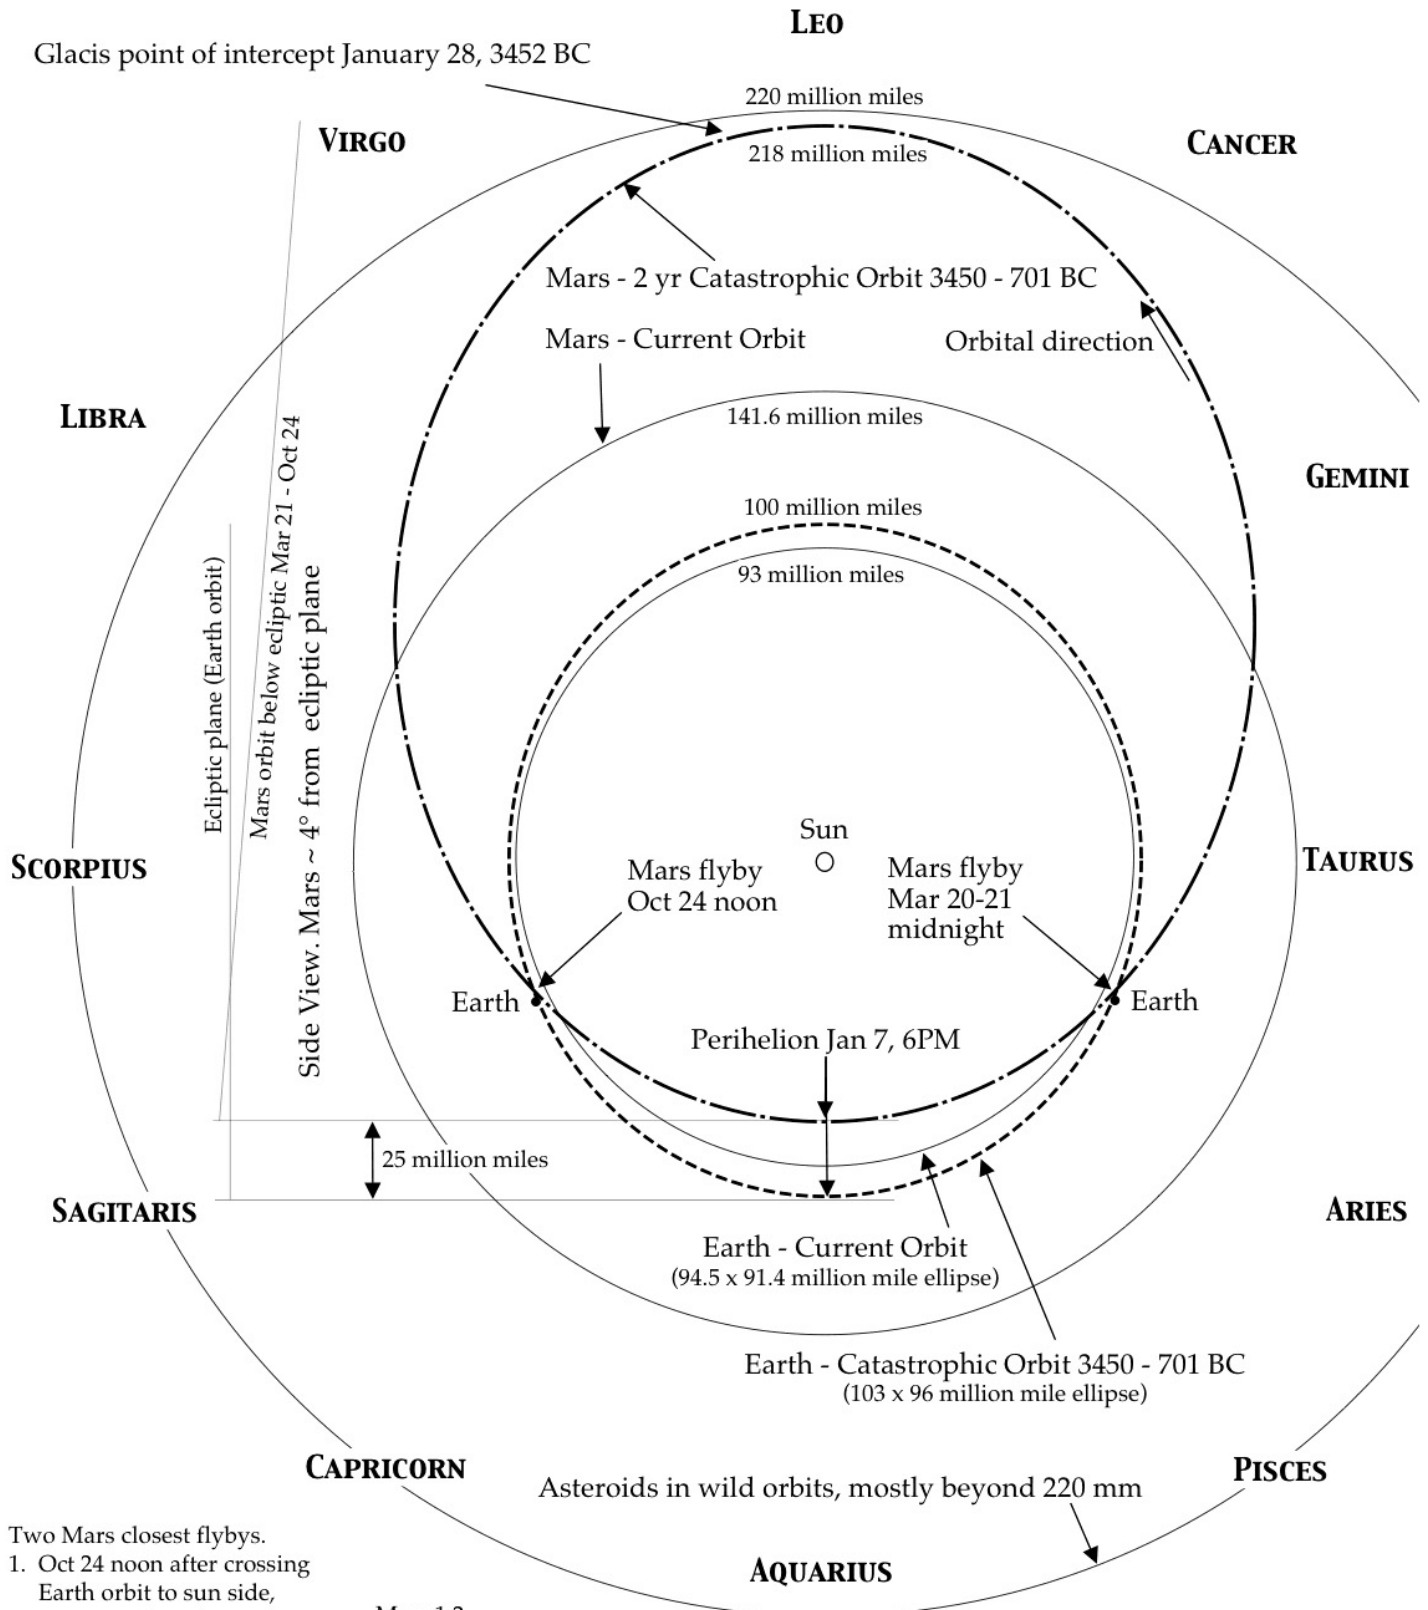 LEO
Glacis point of intercept January 28, 3452 BC
220 million miles
VIRGO
CANCER
218 million miles
Mars - 2 yr Catastrophic Orbit 3450 - 701 BC
Mars - Current Orbit
Orbital direction
LIBRA
141.6 million miles
GEMINI
100 million miles
93 million miles
Ecliptic plane (Earth orbit)
Mars orbit below ecliptic Mar 21 - Oct 24
Side View. Mars ~ 4° from ecliptic plane
Sun
SCORPIUS
Mars flyby
Oct 24 noon
Mars flyby
Mar 20-21
midnight
TAURUS
Earth
Earth
Perihelion Jan 7, 6PM
25 million miles
SAGITARIS
ARIES
Earth - Current Orbit
(94.5 x 91.4 million mile ellipse)
Earth - Catastrophic Orbit 3450 - 701 BC
(103 x 96 million mile ellipse)
CAPRICORN
PISCES
Asteroids in wild orbits, mostly beyond 220 mm
AQUARIUS
Two Mars closest flybys.
1. Oct 24 noon after crossing
Earth orbit to sun side,